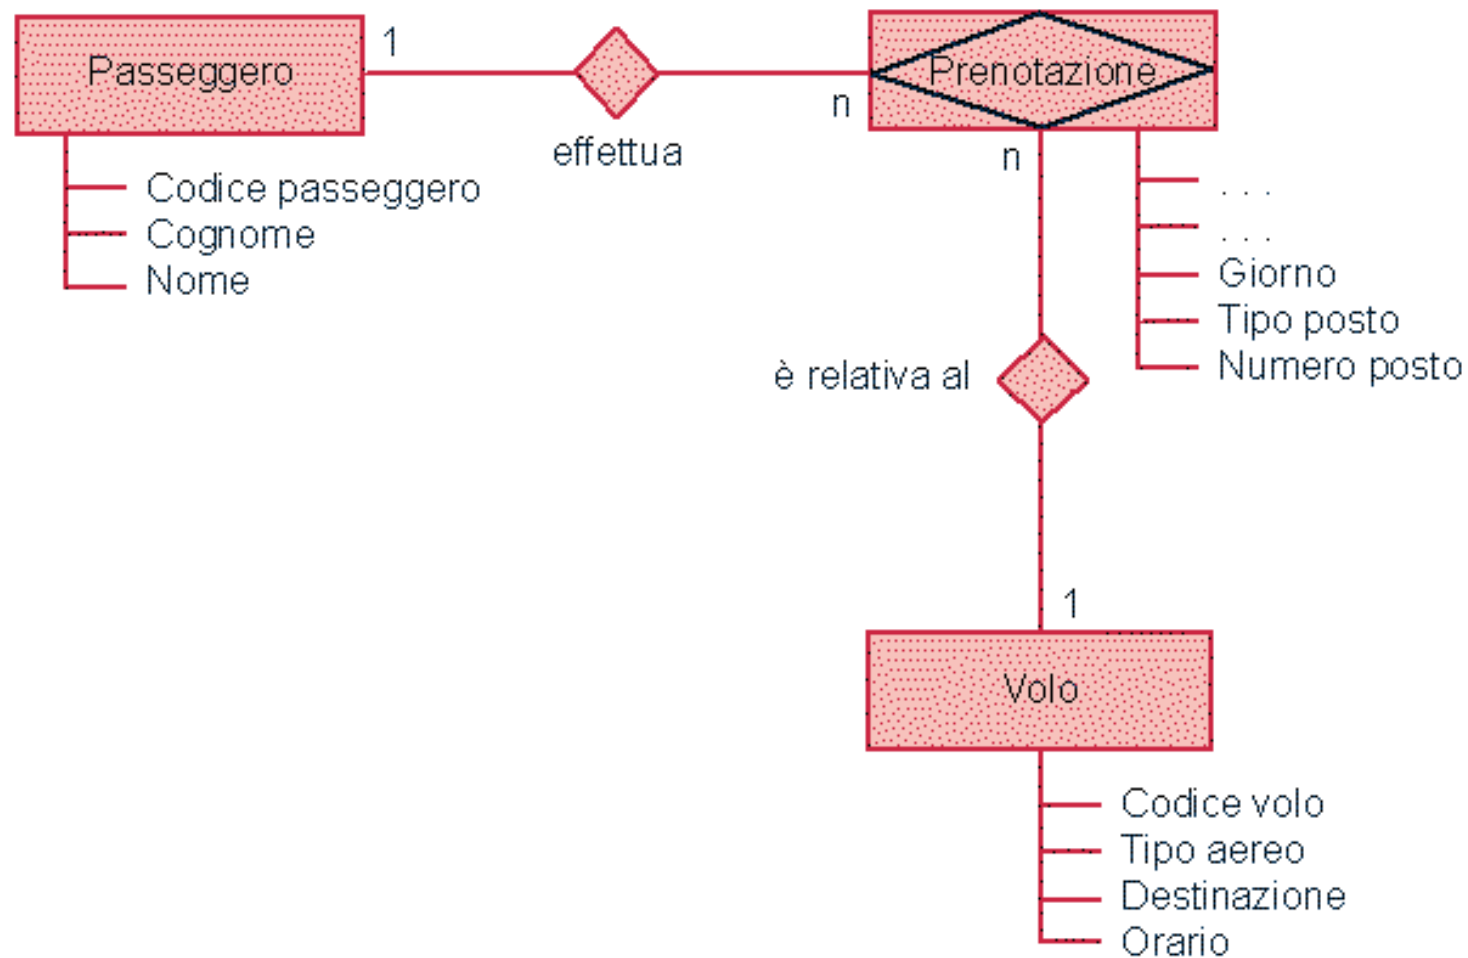 Passeggero
1
effettua
n
Prenotazione
Codice passeggero
Cognome
Nome
n
. . .
. . .
Giorno
Tipo posto
Numero posto
è relativa al
1
Volo
Codice volo
Tipo aereo
Destinazione
Orario